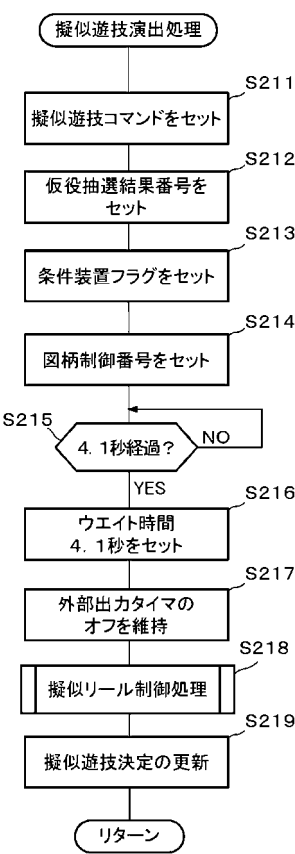 擬似遊技演出処理
S211
擬似遊技コマンドをセット
S212
仮役抽選結果番号を
セット
S213
条件装置フラグをセット
S214
図柄制御番号をセット
S215
4.1秒経過?
NO
YES
S216
ウエイト時間
4.1秒をセット
S217
外部出力タイマの
オフを維持
S218
擬似リール制御処理
S219
擬似遊技決定の更新
リターン